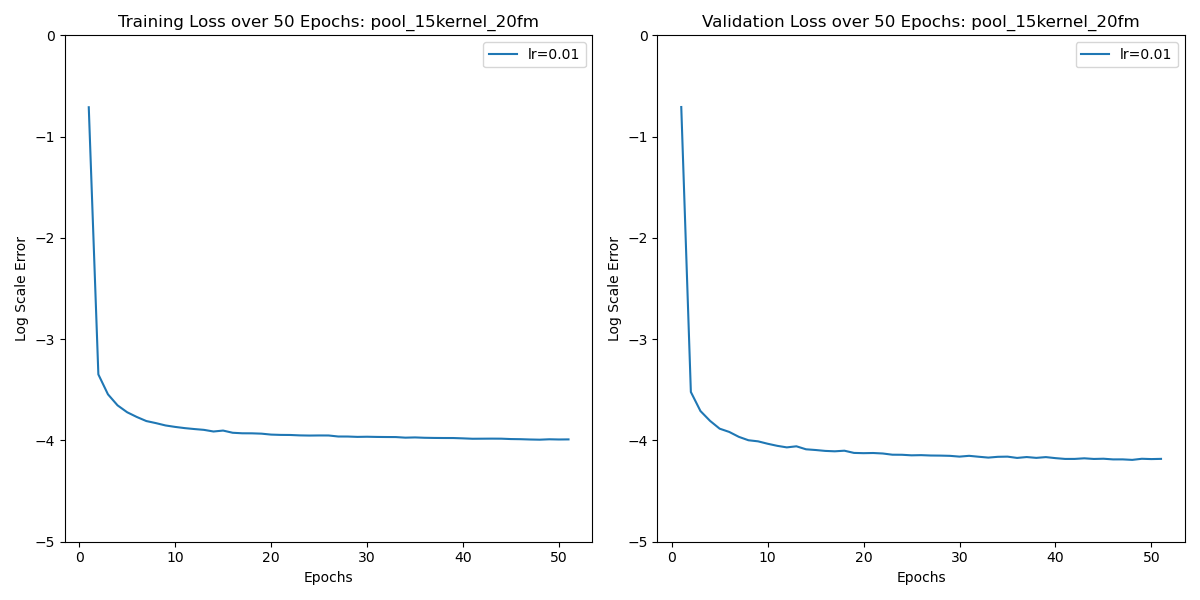 Training Loss over 50 Epochs: pool_15kernel_20fm
0
lr=0.01
−1
−2
−3
−4
−5
Log Scale Error
0 10 20 30 40 50
Epochs
Validation Loss over 50 Epochs: pool_15kernel_20fm
0
lr=0.01
−1
−2
−3
−4
−5
Log Scale Error
0 10 20 30 40 50
Epochs